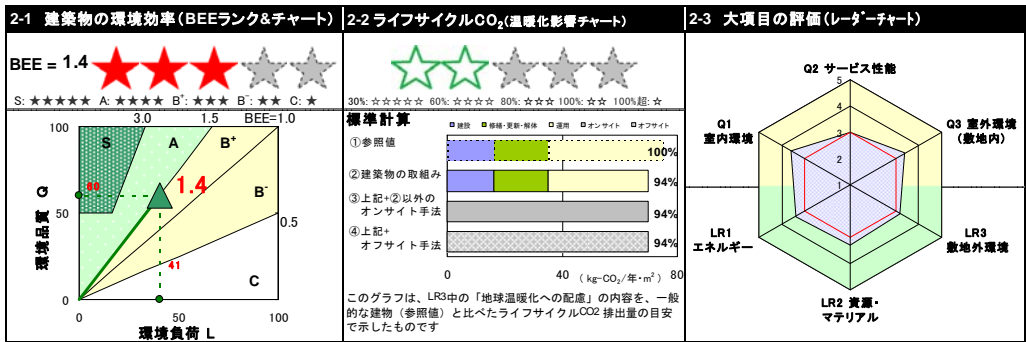 2-1 建築物の環境効率(BEEランク&チャート)
BEE = 1.4
S: ★★★★★ A: ★★★★ B+: ★★★ B-: ★★ C: ★
3.0 1.5 BEE=1.0
100
S A B+
1.4
60
B-
50
0.5
41
C
0
0 50 100
環境品質 Q
環境負荷 L
2-2 ライフサイクルCO2(温暖化影響チャート)
30%: ☆☆☆☆☆ 60%: ☆☆☆☆ 80%: ☆☆☆ 100%: ☆☆ 100%超: ☆
標準計算
建設 修繕・更新・解体 運用 オンサイト オフサイト
①参照値 100%
②建築物の取組み 94%
③上記+②以外の
オンサイト手法 94%
④上記+
オフサイト手法 94%
0 40 80
( kg-CO2/年・m2 )
このグラフは、LR3中の「地球温暖化への配慮」の内容を、一般
的な建物（参照値）と比べたライフサイクルCO2 排出量の目安
で示したものです
2-3 大項目の評価(レーダーチャート)
Q2 サービス性能
5
4
3
2
1
Q1
室内環境
Q3 室外環境
(敷地内)
LR1
エネルギー
LR3
敷地外環境
LR2 資源・
マテリアル